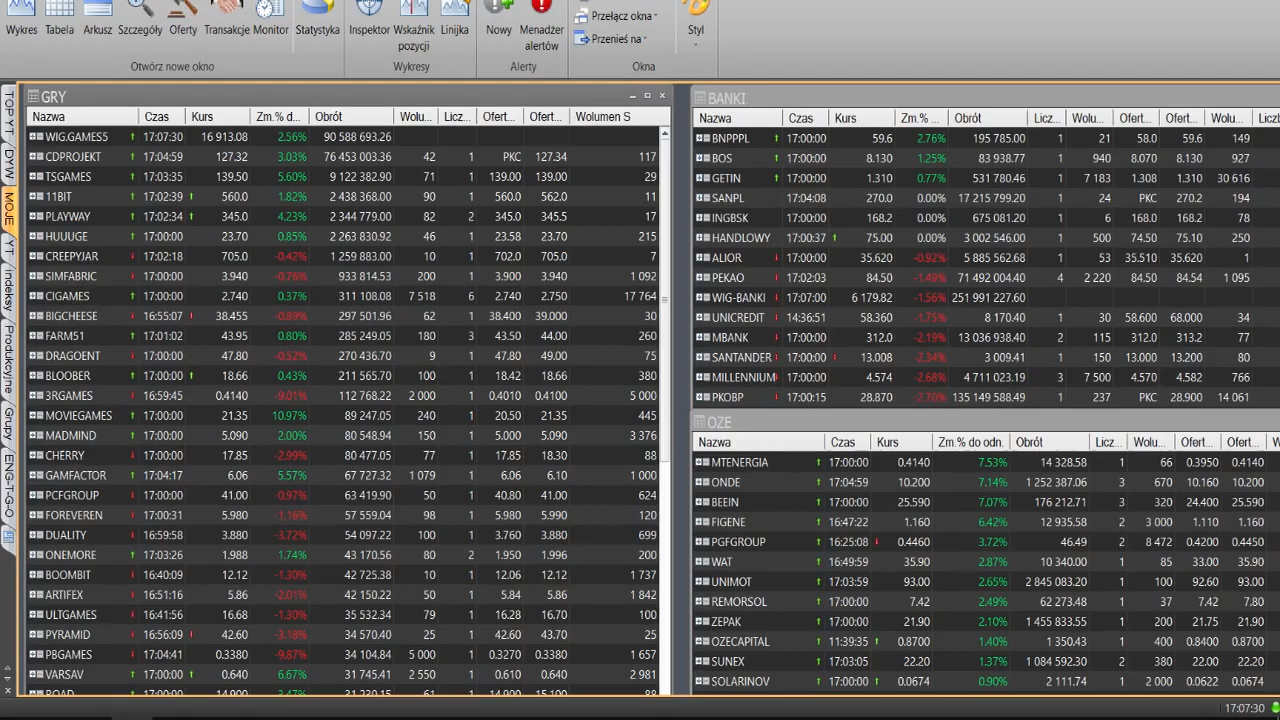 Wykres Tabela Arkusz Szczegóły Oferty Transakcje Monitor Statystyka Inspektor Wskaźnik pozycji Linijka Nowy Menadżer alertów Przełącz okna Przenieś na Styl
Otwórz nowe okno Wykresy Alerty Okna
TOP YT
DYW
MOJE
YT
Indeksy
Produkcyjne
Grupy
ENG-T-G-O
GRY
Nazwa Czas Kurs Zm.% d... Obrót Wolu... Licz... Ofert... Ofert... Wolumen S
WIG.GAMES5 17:07:30 16 913.08 2.56% 90 588 693.26
CDPROJEKT 17:04:59 127.32 3.03% 76 453 003.36 42 1 PKC 127.34 117
TSGAMES 17:03:35 139.50 5.60% 9 122 382.90 71 1 139.00 139.00 29
11BIT 17:02:39 560.0 1.82% 2 438 368.00 90 1 560.0 562.0 11
PLAYWAY 17:02:34 345.0 4.23% 2 344 779.00 82 2 345.0 345.5 17
HUUUGE 17:00:00 23.70 0.85% 2 263 830.92 46 1 23.58 23.70 215
CREEPYJAR 17:02:18 705.0 -0.42% 1 259 883.00 10 1 702.0 705.0 7
SIMFABRIC 17:00:00 3.940 -0.76% 933 814.53 200 1 3.900 3.940 1 092
CIGAMES 17:00:00 2.740 0.37% 311 108.08 7 518 6 2.740 2.750 17 764
BIGCHEESE 16:55:07 38.455 -0.89% 297 501.96 62 1 38.400 39.000 30
FARM51 17:01:02 43.95 0.80% 285 249.05 180 3 43.50 44.00 260
DRAGOENT 17:00:00 47.80 -0.52% 270 436.70 9 1 47.80 49.00 75
BLOOBER 17:00:00 18.66 0.43% 211 565.70 100 1 18.42 18.66 380
3RGAMES 16:59:45 0.4140 -9.01% 112 768.22 2 000 1 0.4010 0.4100 5 000
MOVIEGAMES 17:00:00 21.35 10.97% 89 247.05 240 1 20.50 21.35 445
MADMIND 17:00:00 5.090 2.00% 80 548.94 150 1 5.000 5.090 3 376
CHERRY 17:00:00 17.85 -2.99% 80 477.05 77 1 17.85 18.30 88
GAMFACTOR 17:04:17 6.06 5.57% 67 727.32 1 079 1 6.06 6.10 1 000
PCFGROUP 17:00:00 41.00 -0.97% 63 419.90 50 1 40.80 41.00 624
FOREVEREN 17:00:31 5.980 -1.16% 57 559.04 98 1 5.980 5.990 120
DUALITY 16:59:58 3.880 -3.72% 54 097.22 100 1 3.760 3.880 699
ONEMORE 17:03:26 1.988 1.74% 43 170.56 80 2 1.950 1.996 200
BOOMBIT 16:40:09 12.12 -1.30% 42 725.38 10 1 12.06 12.12 1 737
ARTIFEX 16:51:16 5.86 -2.01% 42 150.22 50 1 5.84 5.86 1 842
ULTGAMES 16:41:56 16.68 -1.30% 35 532.34 79 1 16.28 16.70 100
PYRAMID 16:56:09 42.60 -3.18% 34 570.40 25 1 42.60 43.70 25
PBGAMES 17:04:41 0.3380 -9.87% 34 104.84 5 000 1 0.3270 0.3380 1 657
VARSAV 17:00:00 0.640 6.67% 31 745.41 2 550 1 0.610 0.640 2 981
ROAD 17:00:00 14.900 3.47% 31 230.15 61 1 14.900 15.100 88
BANKI
Nazwa Czas Kurs Zm.% ... Obrót Licz... Wolu... Ofert... Ofert... Wolu... Liczb
BNPPPL 17:00:00 59.6 2.76% 195 785.00 1 21 58.0 59.6 149
BOS 17:00:00 8.130 1.25% 83 938.77 1 940 8.070 8.130 927
GETIN 17:00:00 1.310 0.77% 531 780.46 1 7 183 1.308 1.310 30 616
SANPL 17:04:08 270.0 0.00% 17 215 799.20 1 24 PKC 270.2 194
INGBSK 17:00:00 168.2 0.00% 675 081.20 1 6 168.0 168.2 78
HANDLOWY 17:00:37 75.00 0.00% 3 002 546.00 1 500 74.50 75.10 250
ALIOR 17:00:00 35.620 -0.92% 5 885 562.68 1 53 35.510 35.620 1
PEKAO 17:02:03 84.50 -1.49% 71 492 004.40 4 2 220 84.50 84.54 1 095
WIG-BANKI 17:07:00 6 179.82 -1.56% 251 991 227.60
UNICREDIT 14:36:51 58.360 -1.75% 8 170.40 1 20 58.600 68.000 34
MBANK 17:00:00 312.0 -2.19% 13 036 938.40 2 115 312.0 313.2 77
SANTANDER 17:00:00 13.008 -2.34% 3 009.41 1 150 13.000 13.200 80
MILLENNIUM 17:00:00 4.574 -2.68% 4 711 023.19 3 7 500 4.570 4.582 766
PKOBP 17:00:15 28.870 -2.70% 135 149 588.49 1 237 PKC 28.900 14 061
OZE
Nazwa Czas Kurs Zm.% do odn. Obrót Licz... Wolu... Ofert... Ofert... W
MTENERGIA 17:00:00 0.4140 7.53% 14 328.58 1 66 0.3950 0.4140
ONDE 17:04:59 10.200 7.14% 1 252 387.06 3 670 10.160 10.200
BEEIN 17:00:00 25.590 7.07% 176 212.71 3 320 24.400 25.590
FIGENE 16:47:22 1.160 6.42% 12 935.58 2 3 000 1.110 1.160
PGFGROUP 16:25:08 0.4460 3.72% 46.49 2 8 472 0.4200 0.4450
WAT 16:49:59 35.90 2.87% 10 340.00 1 85 33.00 35.90
UNIMOT 17:03:59 93.00 2.65% 2 845 083.20 1 100 92.60 93.00
REMORSOL 17:00:00 7.42 2.49% 62 273.48 1 37 7.42 7.80
ZEPAK 17:00:00 21.90 2.10% 1 455 833.55 1 200 21.75 21.90
OZECAPITAL 11:39:35 0.8700 1.40% 1 350.43 1 400 0.8400 0.8700
SUNEX 17:03:05 22.20 1.37% 1 084 592.30 2 380 22.00 22.20
SOLARINOV 17:00:00 0.0674 0.90% 2 111.74 1 2 000 0.0622 0.0674
17:07:30